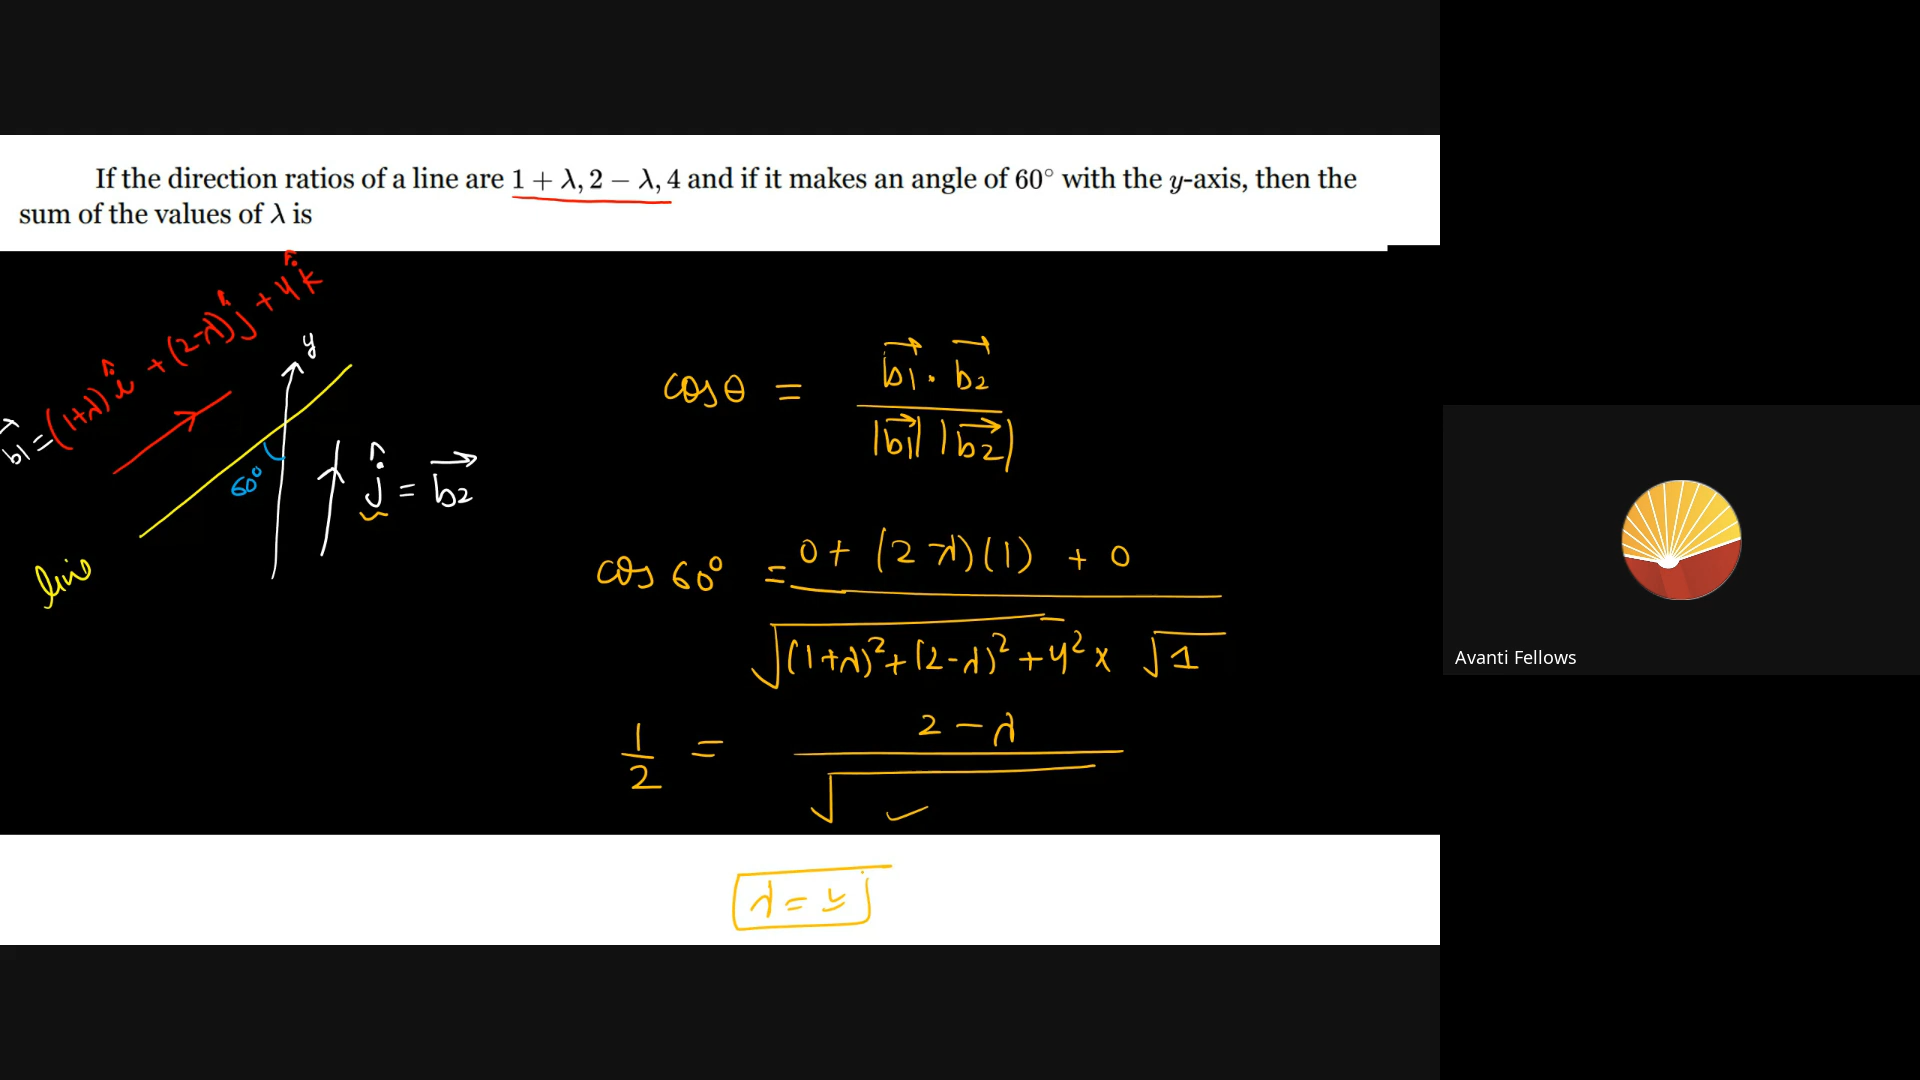 If the direction ratios of a line are 1 + λ, 2 − λ, 4 and if it makes an angle of 60° with the y-axis, then the
sum of the values of λ is
b1 = (1+λ)î + (2-λ)ĵ + 4k̂
y
60°
ĵ = b2
line
cosθ = b1 . b2 / |b1| |b2|
cos 60° = 0 + (2-λ)(1) + 0 / √(1+λ)² + (2-λ)² + 4² × √1
1/2 = 2 - λ / √ ✓
λ =
Avanti Fellows